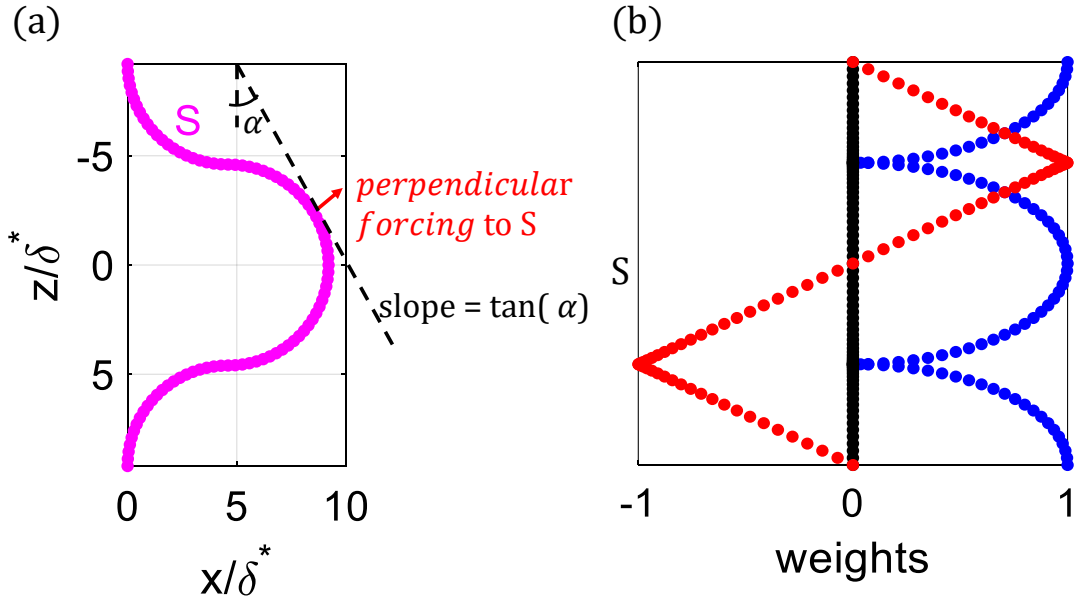 (a)
(b)
S
α
-5
0
5
z/δ*
perpendicular
forcing to S
slope = tan( α)
0
5
10
x/δ*
S
-1
0
1
weights